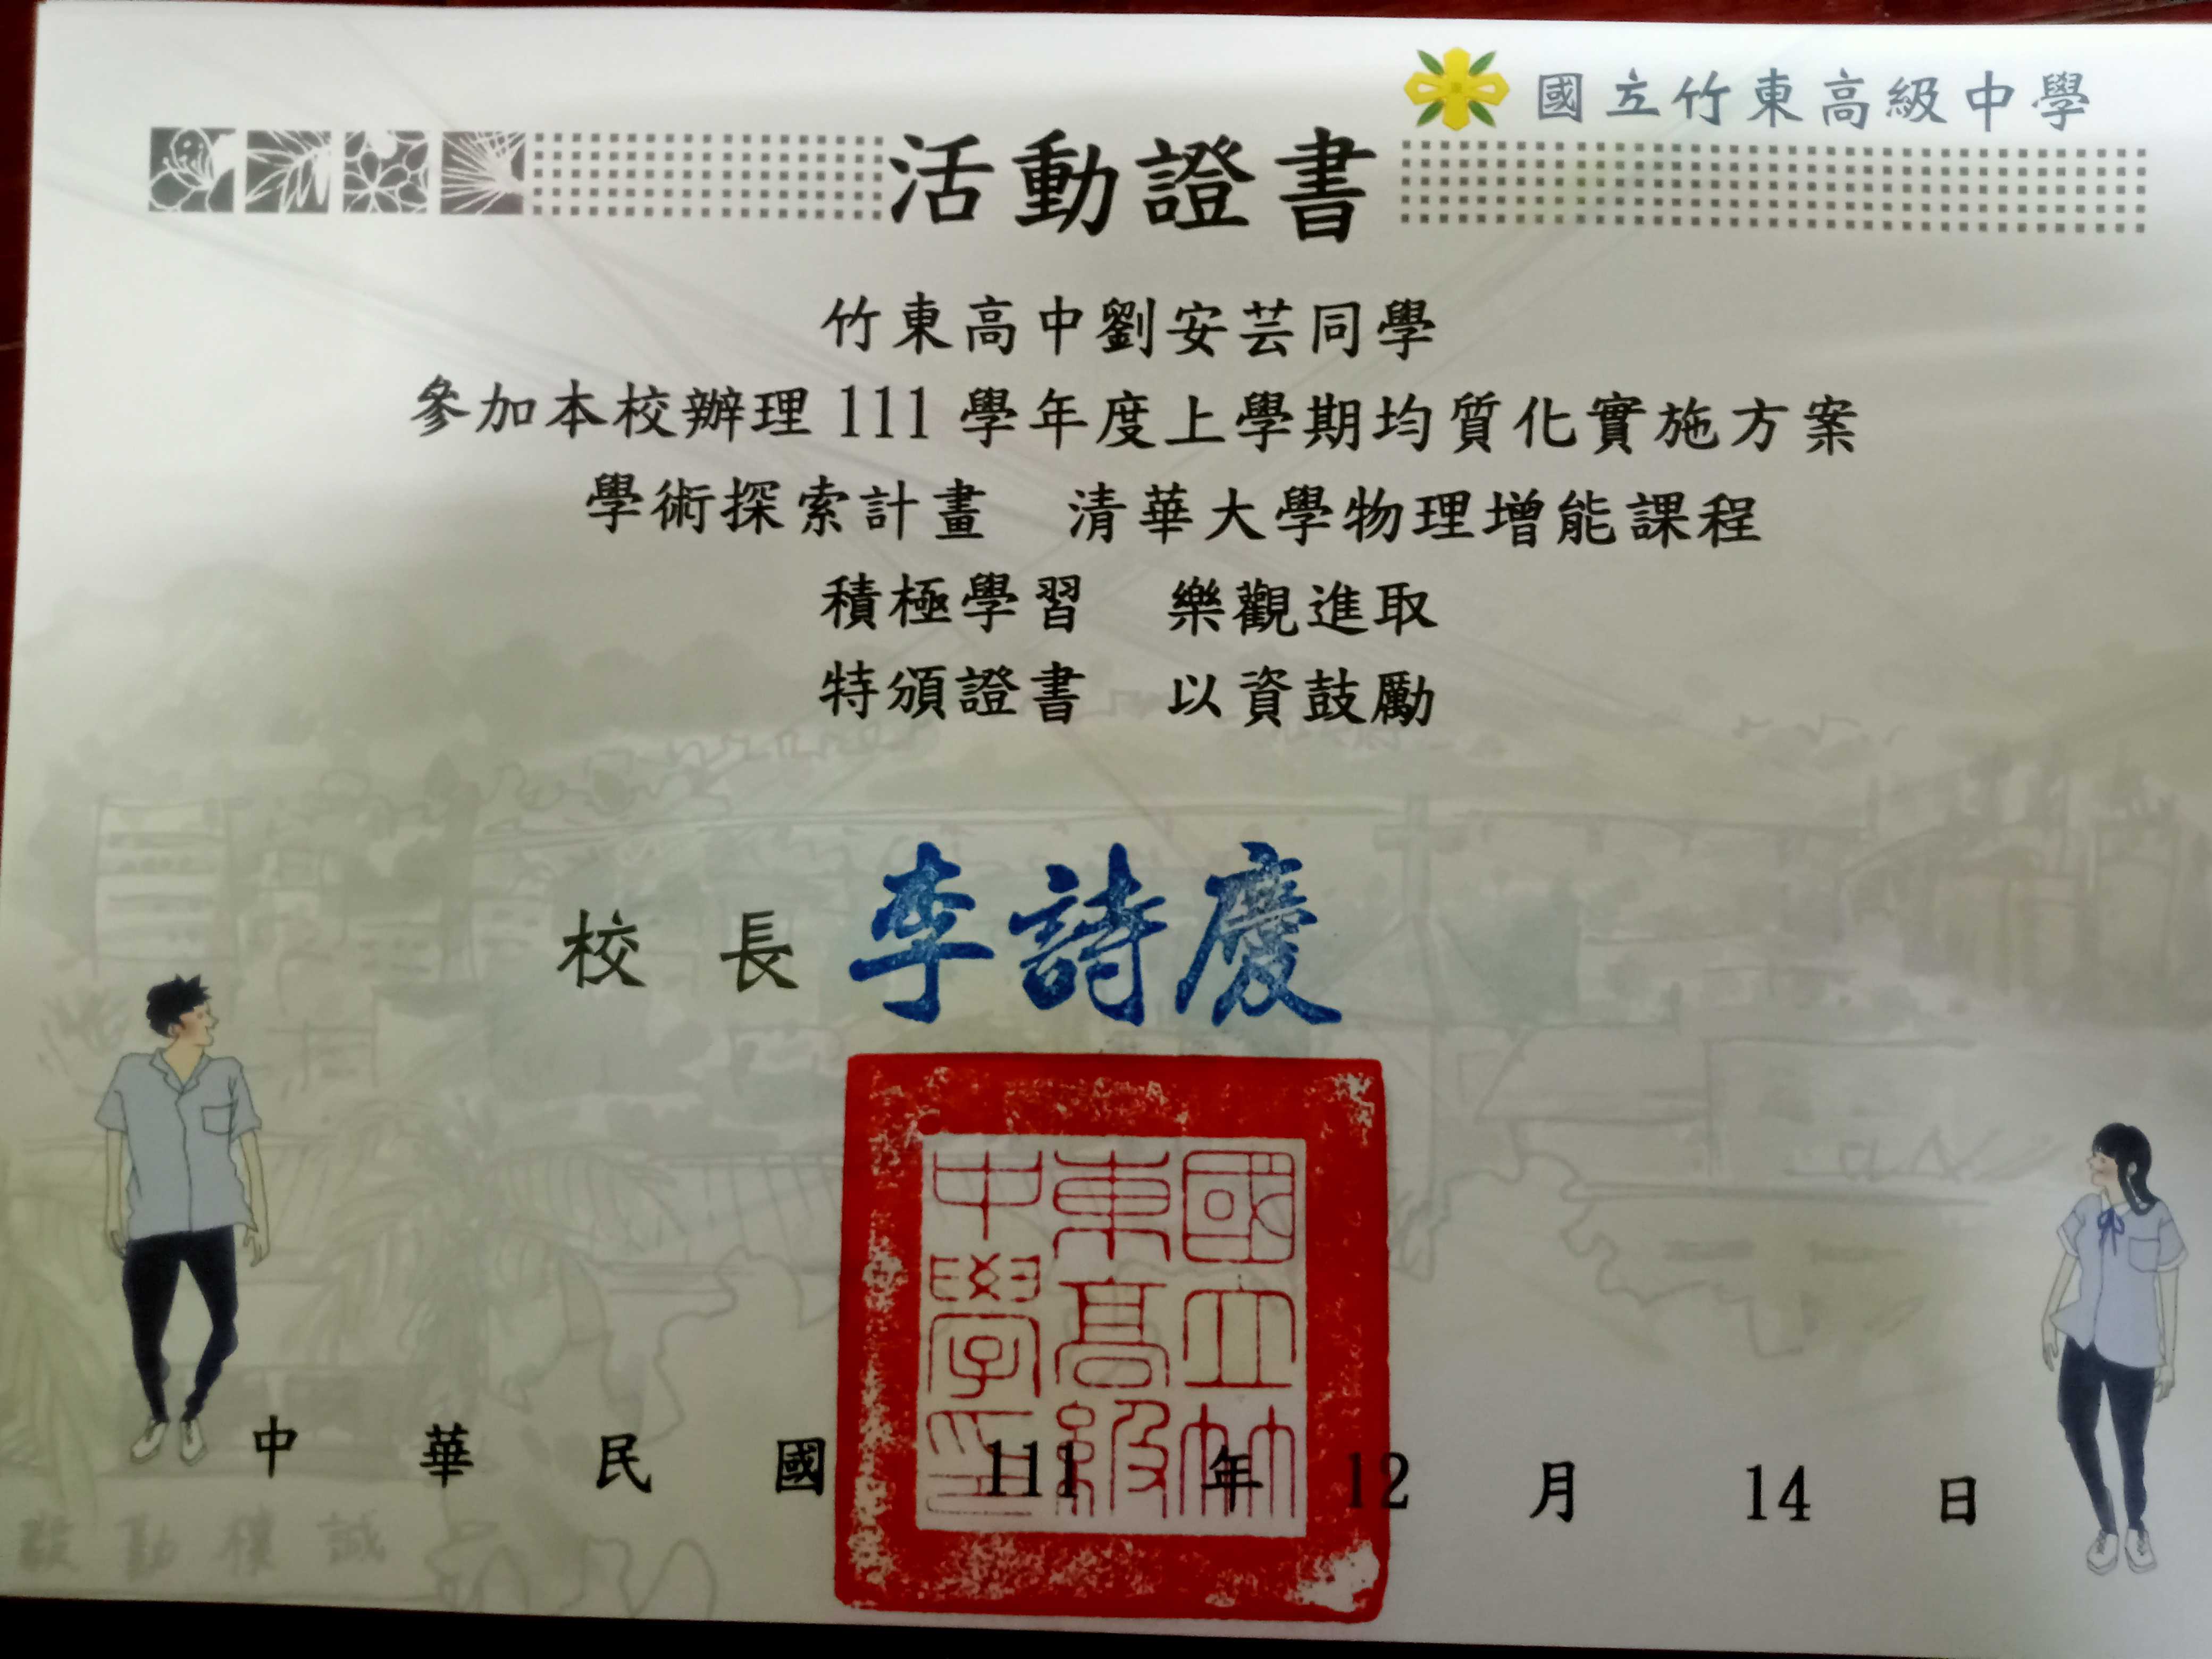 國立竹東高級中學
活動證書
竹東高中劉安芸同學
參加本校辦理111學年度上學期均質化實施方案
學術探索計畫 清華大學物理增能課程
積極學習 樂觀進取
特頒證書 以資鼓勵
校長 李詩慶
國立竹東高級中學印
中華民國 111 年 12 月 14 日